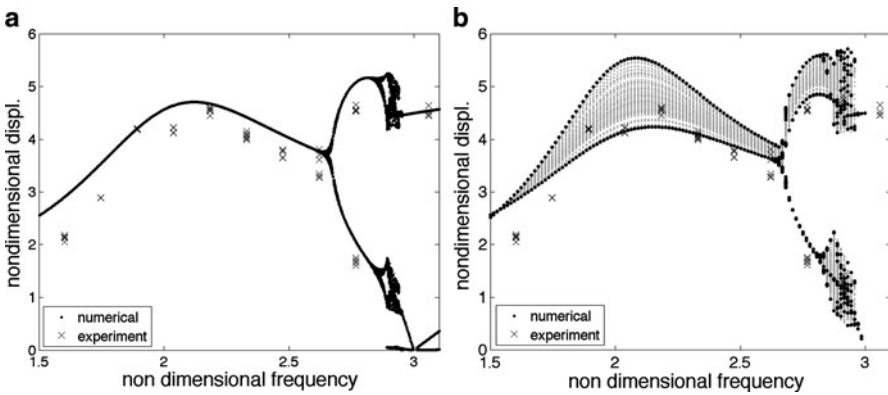 a
6
5
4
3
2
1
0
nondimensional displ.
numerical
experiment
1.5
2
2.5
3
non dimensional frequency
b
6
5
4
3
2
1
0
nondimensional displ.
numerical
experiment
1.5
2
2.5
3
non dimensional frequency